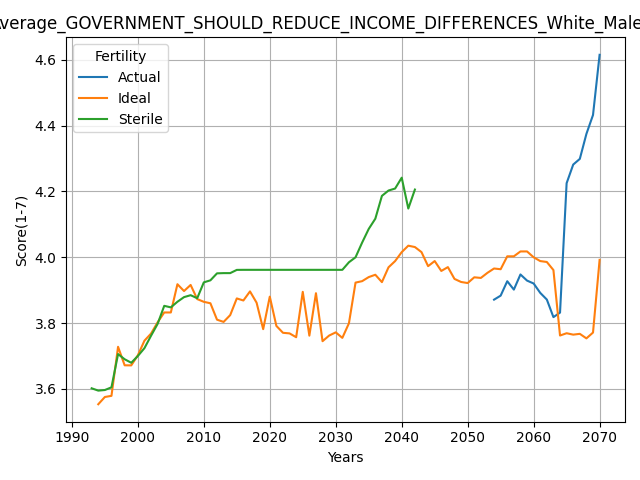 verage_GOVERNMENT_SHOULD_REDUCE_INCOME_DIFFERENCES_White_Male
Fertility
Actual
Ideal
Sterile
4.6
4.4
4.2
4.0
3.8
3.6
Score(1-7)
1990 2000 2010 2020 2030 2040 2050 2060 2070
Years